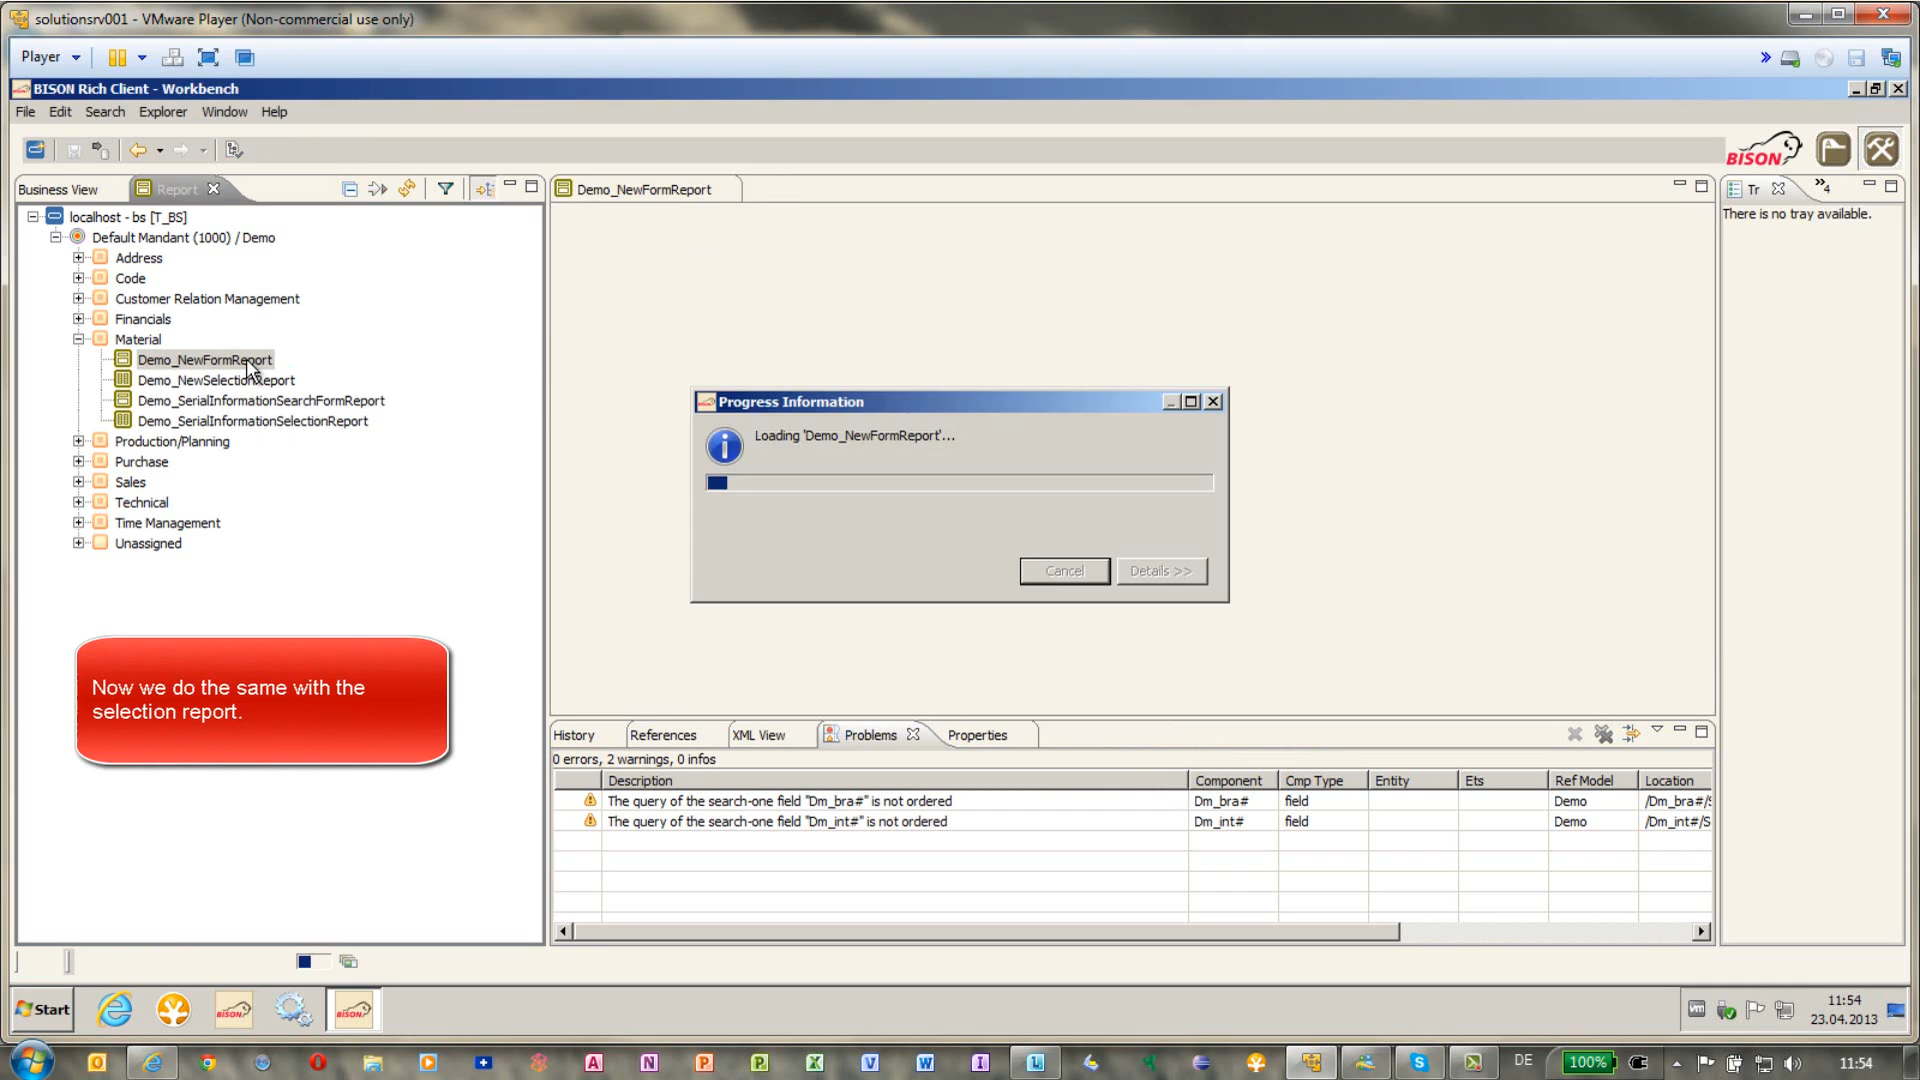 solutionsrv001 - VMware Player (Non-commercial use only)
Player
BISON Rich Client - Workbench
File Edit Search Explorer Window Help
BISON
Business View
Report
Demo_NewFormReport
Tr
4
There is no tray available.
localhost - bs [T_BS]
Default Mandant (1000) / Demo
Address
Code
Customer Relation Management
Financials
Material
Demo_NewFormReport
Demo_NewSelectionReport
Demo_SerialInformationSearchFormReport
Demo_SerialInformationSelectionReport
Production/Planning
Purchase
Sales
Technical
Time Management
Unassigned
Progress Information
Loading 'Demo_NewFormReport'...
Cancel
Details >>
Now we do the same with the
selection report.
History References XML View Problems Properties
0 errors, 2 warnings, 0 infos
Description Component Cmp Type Entity Ets Ref Model Location
The query of the search-one field "Dm_bra#" is not ordered Dm_bra# field Demo /Dm_bra#/S
The query of the search-one field "Dm_int#" is not ordered Dm_int# field Demo /Dm_int#/S
Start
BISON
BISON
11:54
23.04.2013
DE
100%
11:54